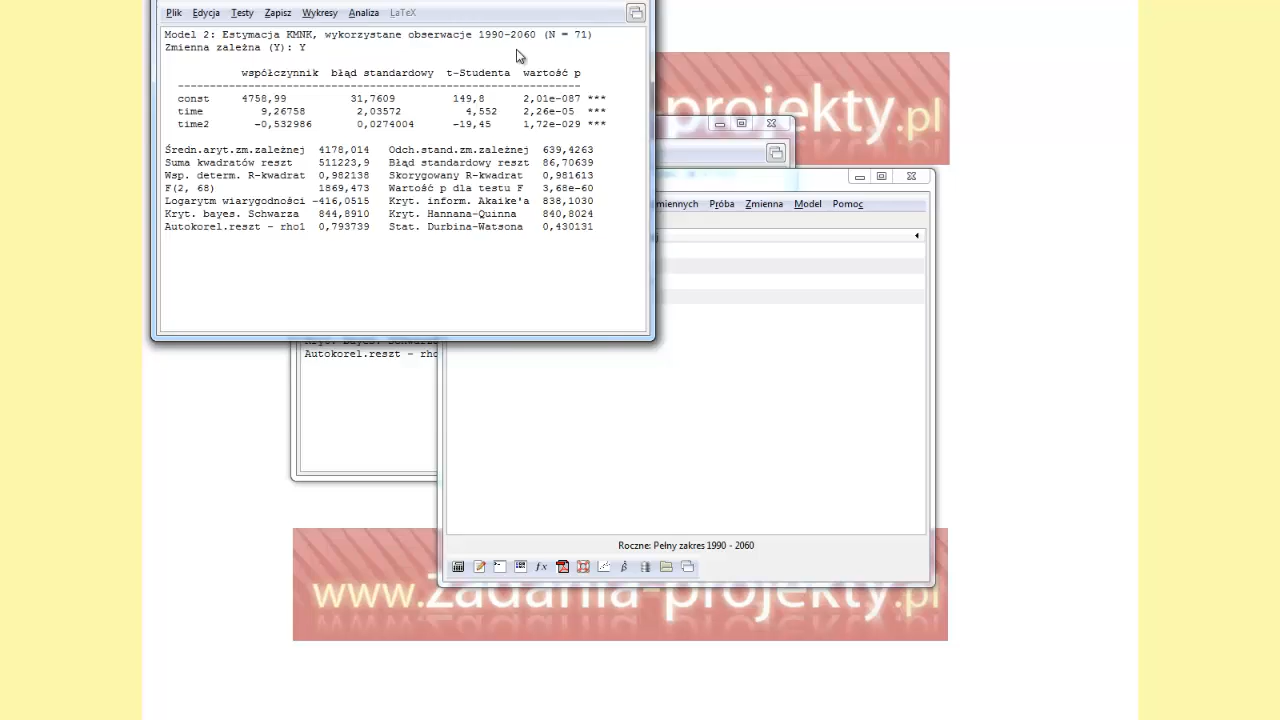 Plik Edycja Testy Zapisz Wykresy Analiza LaTeX
Model 2: Estymacja KMNK, wykorzystane obserwacje 1990-2060 (N = 71)
Zmienna zależna (Y): Y
współczynnik błąd standardowy t-Studenta wartość p
const 4758,99 31,7609 149,8 2,01e-087 ***
time 9,26758 2,03572 4,552 2,26e-05 ***
time2 -0,532986 0,0274004 -19,45 1,72e-029 ***
Średn.aryt.zm.zależnej 4178,014 Odch.stand.zm.zależnej 639,4263
Suma kwadratów reszt 511223,9 Błąd standardowy reszt 86,70639
Wsp. determ. R-kwadrat 0,982138 Skorygowany R-kwadrat 0,981613
F(2, 68) 1869,473 Wartość p dla testu F 3,68e-60
Logarytm wiarygodności -416,0515 Kryt. inform. Akaike'a 838,1030
Kryt. bayes. Schwarza 844,8910 Kryt. Hannana-Quinna 840,8024
Autokorel.reszt - rho1 0,793739 Stat. Durbina-Watsona 0,430131
projekty.pl
miennych Próba Zmienna Model Pomoc
Autokorel.reszt - rho
Roczne: Pełny zakres 1990 - 2060
www.zadania-projekty.pl